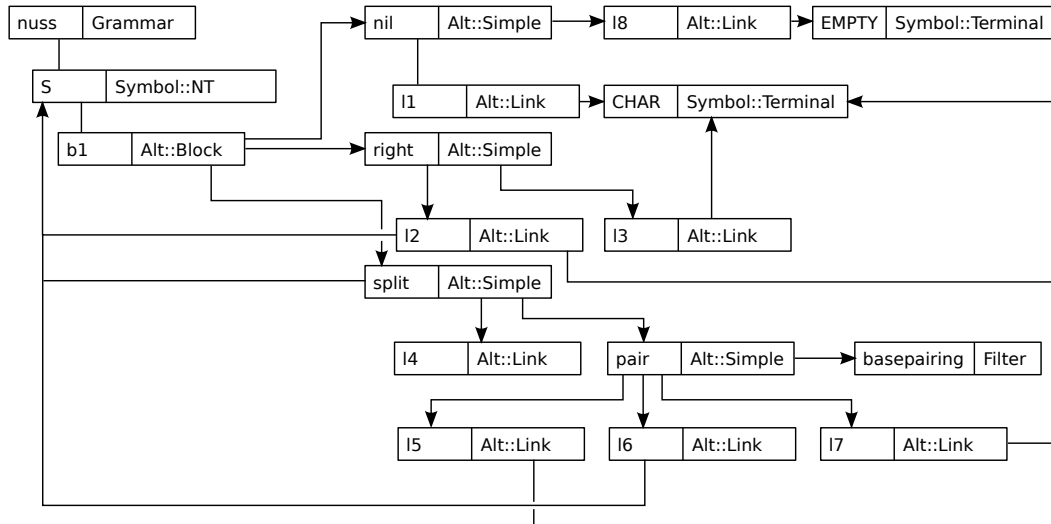 nuss Grammar
nil Alt::Simple
l8 Alt::Link
EMPTY Symbol::Terminal
S Symbol::NT
l1 Alt::Link
CHAR Symbol::Terminal
b1 Alt::Block
right Alt::Simple
l2 Alt::Link
l3 Alt::Link
split Alt::Simple
l4 Alt::Link
pair Alt::Simple
basepairing Filter
l5 Alt::Link
l6 Alt::Link
l7 Alt::Link